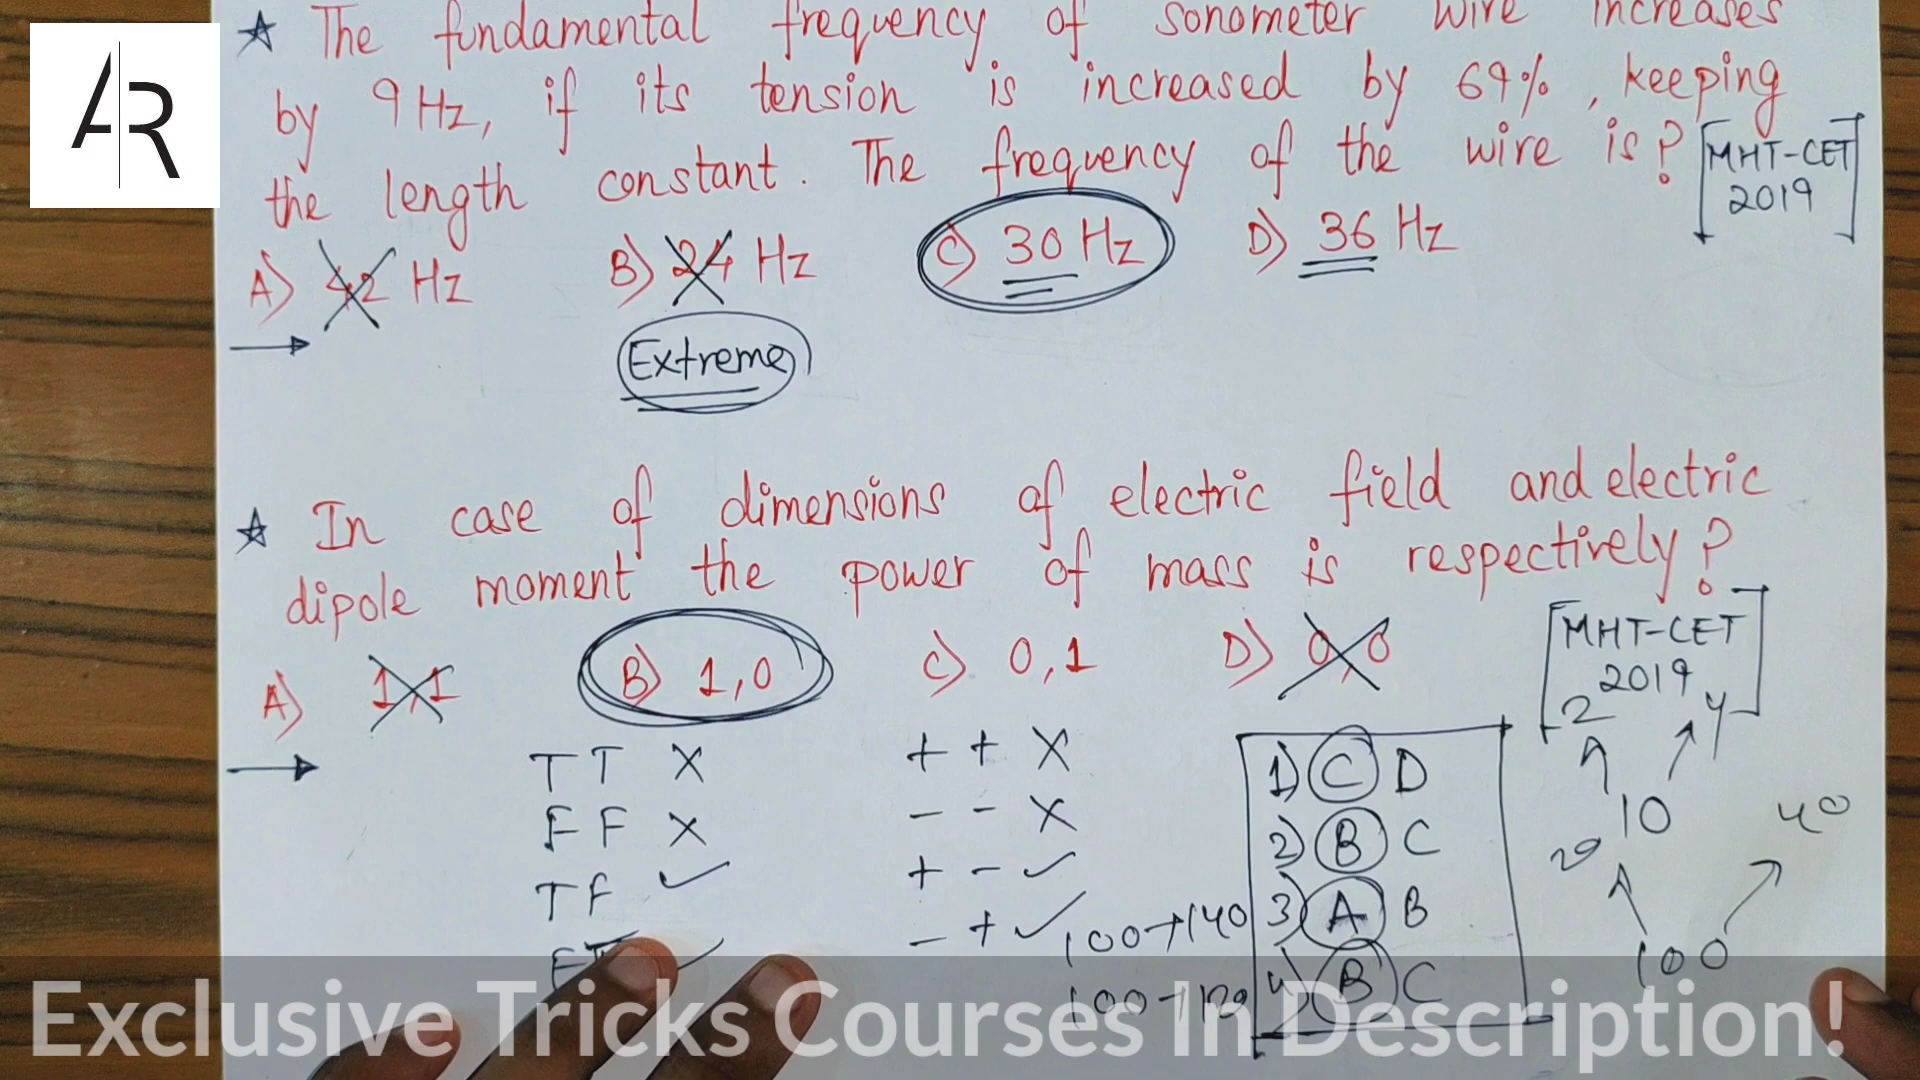 AR
☆ The fundamental frequency of sonometer wire increases
by 9 Hz, if its tension is increased by 69%, keeping
the length constant. The frequency of the wire is?
[MHT-CET
2019]
A) 42 Hz B) 24 Hz C) 30 Hz D) 36 Hz
→ Extreme
☆ In case of dimensions of electric field and electric
dipole moment the power of mass is respectively?
[MHT-CET
2019]
A) 1,1 B) 1,0 C) 0,1 D) 0,0
→
T T ×
F F ×
T F ✓
F T ✓
+ + ×
- - ×
+ - ✓
- + ✓
100→140
100→120
1) C D
2) B C
3) A B
4) B C
2 4
10
20 40
100
Exclusive Tricks Courses In Description!